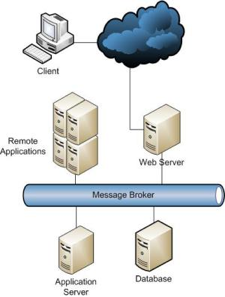 Client
Remote
Applications
Web Server
Message Broker
Application
Server
Database